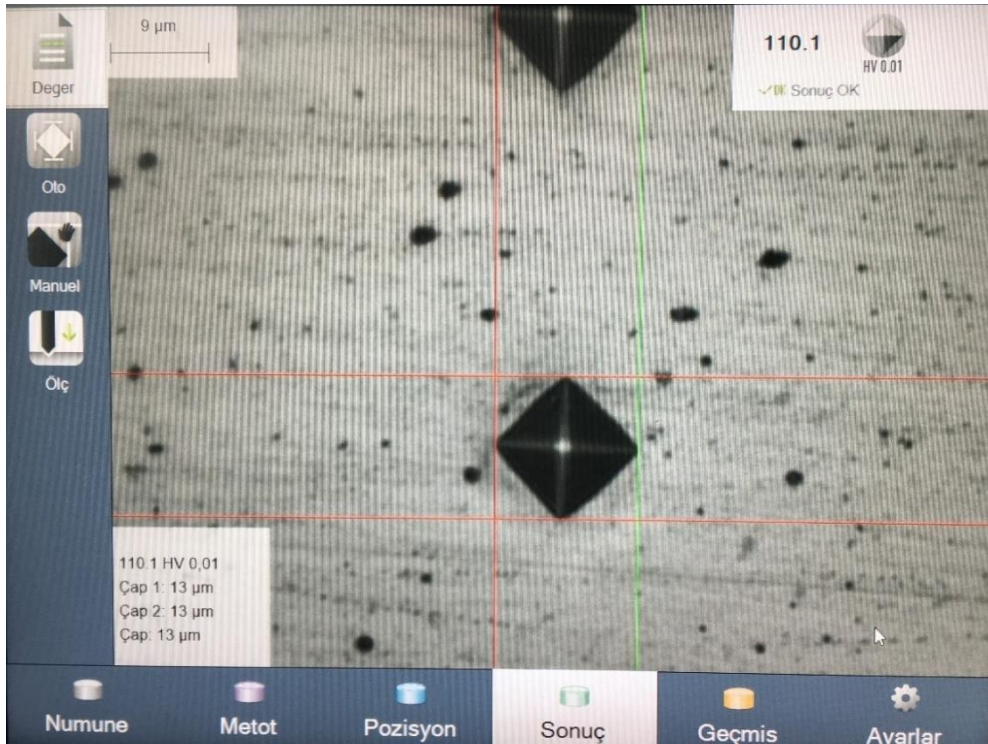 Deger
9 µm
110.1
HV 0.01
OK Sonuç OK
Oto
Manuel
Ölç
110.1 HV 0,01
Çap 1: 13 µm
Çap 2: 13 µm
Çap: 13 µm
Numune
Metot
Pozisyon
Sonuç
Geçmis
Ayarlar